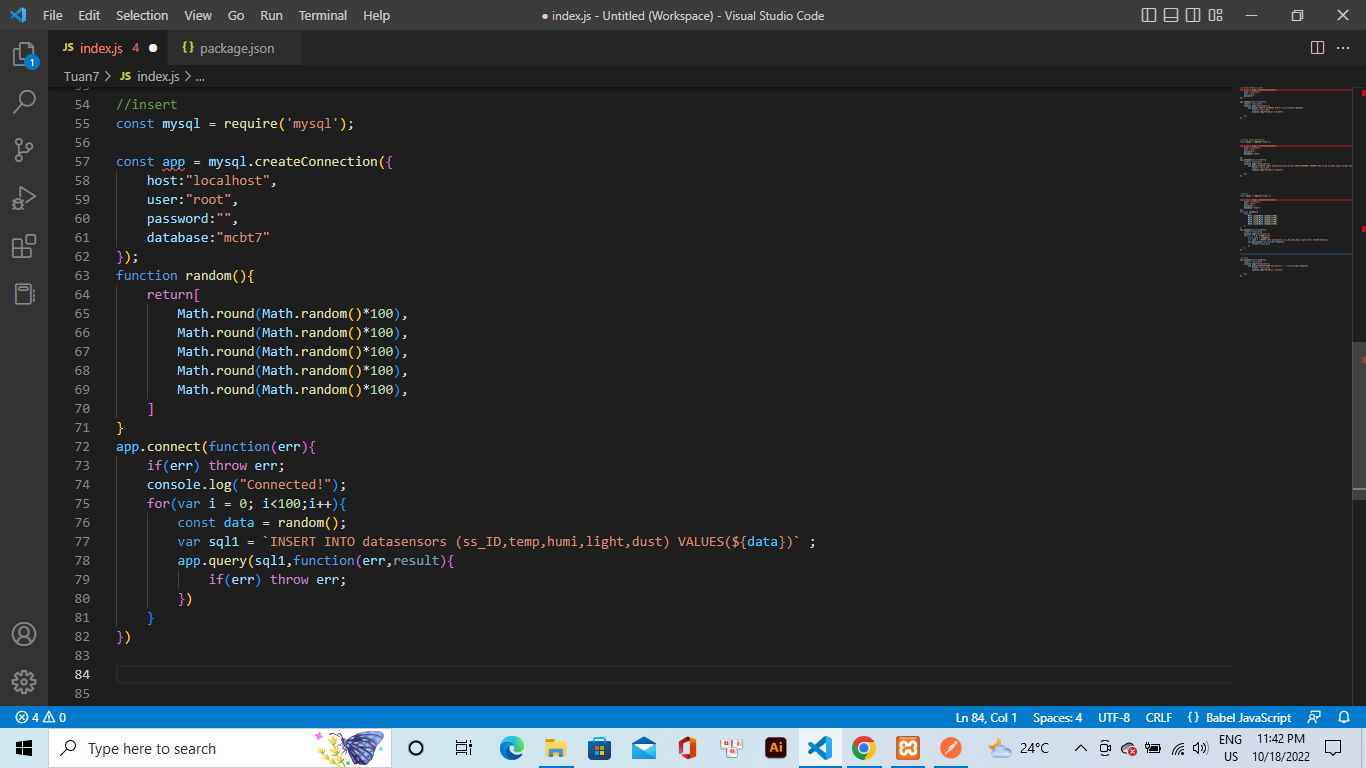 File Edit Selection View Go Run Terminal Help
● index.js - Untitled (Workspace) - Visual Studio Code
JS index.js 4 ●
{} package.json
Tuan7 > JS index.js > ...
1
54 //insert
55 const mysql = require('mysql');
56
57 const app = mysql.createConnection({
58 host:"localhost",
59 user:"root",
60 password:"",
61 database:"mcbt7"
62 });
63 function random(){
64 return[
65 Math.round(Math.random()*100),
66 Math.round(Math.random()*100),
67 Math.round(Math.random()*100),
68 Math.round(Math.random()*100),
69 Math.round(Math.random()*100),
70 ]
71 }
72 app.connect(function(err){
73 if(err) throw err;
74 console.log("Connected!");
75 for(var i = 0; i<100;i++){
76 const data = random();
77 var sql1 = `INSERT INTO datasensors (ss_ID,temp,humi,light,dust) VALUES(${data})` ;
78 app.query(sql1,function(err,result){
79 if(err) throw err;
80 })
81 }
82 })
83
84
85
4 0
Ln 84, Col 1 Spaces: 4 UTF-8 CRLF {} Babel JavaScript
Type here to search
Ai
24°C
ENG
US
11:42 PM
10/18/2022